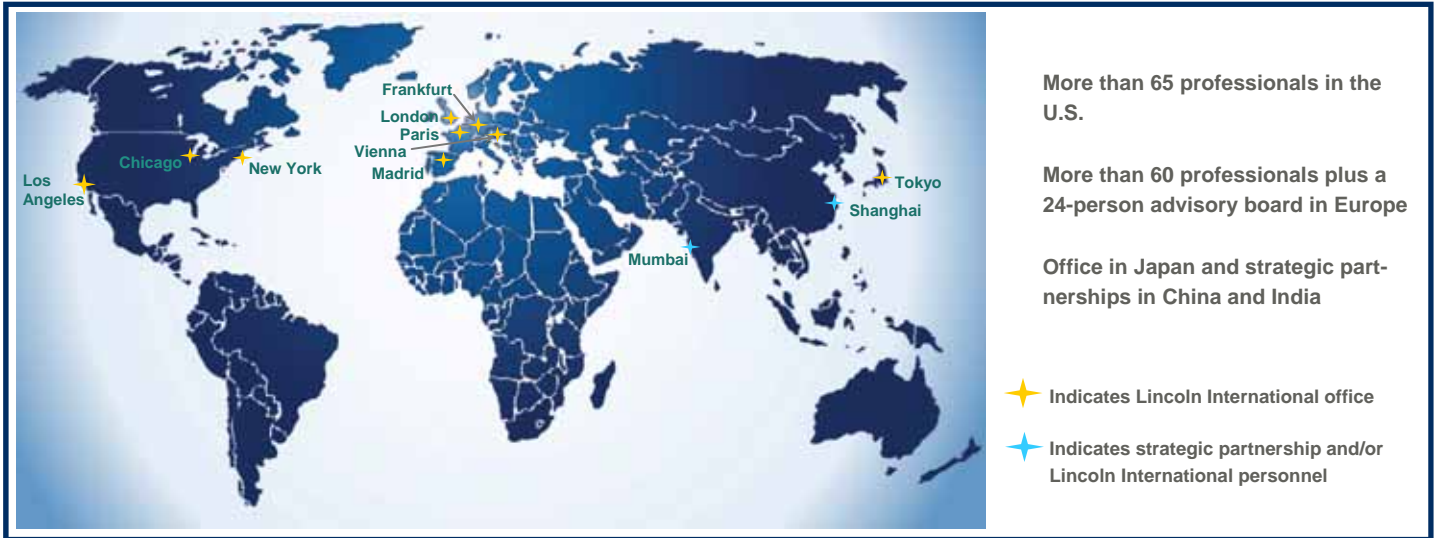 Frankfurt
London
Paris
Vienna
Madrid
Chicago
New York
Los
Angeles
Tokyo
Shanghai
Mumbai
More than 65 professionals in the
U.S.
More than 60 professionals plus a
24-person advisory board in Europe
Office in Japan and strategic part-
nerships in China and India
Indicates Lincoln International office
Indicates strategic partnership and/or
Lincoln International personnel